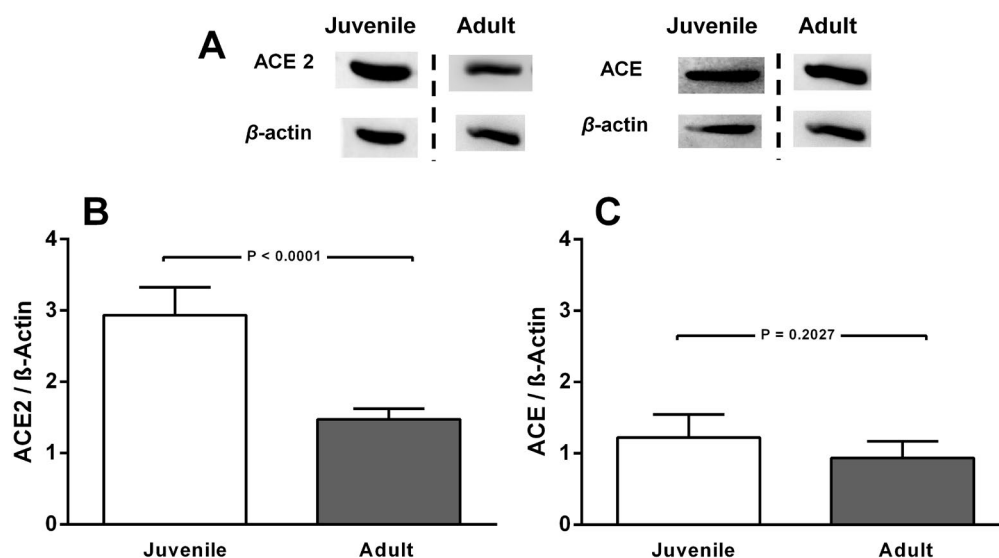 A
Juvenile Adult
ACE 2
β-actin
Juvenile Adult
ACE
β-actin
B
ACE2 / ß-Actin
4
3
2
1
0
P < 0.0001
Juvenile Adult
C
ACE / ß-Actin
4
3
2
1
0
P = 0.2027
Juvenile Adult